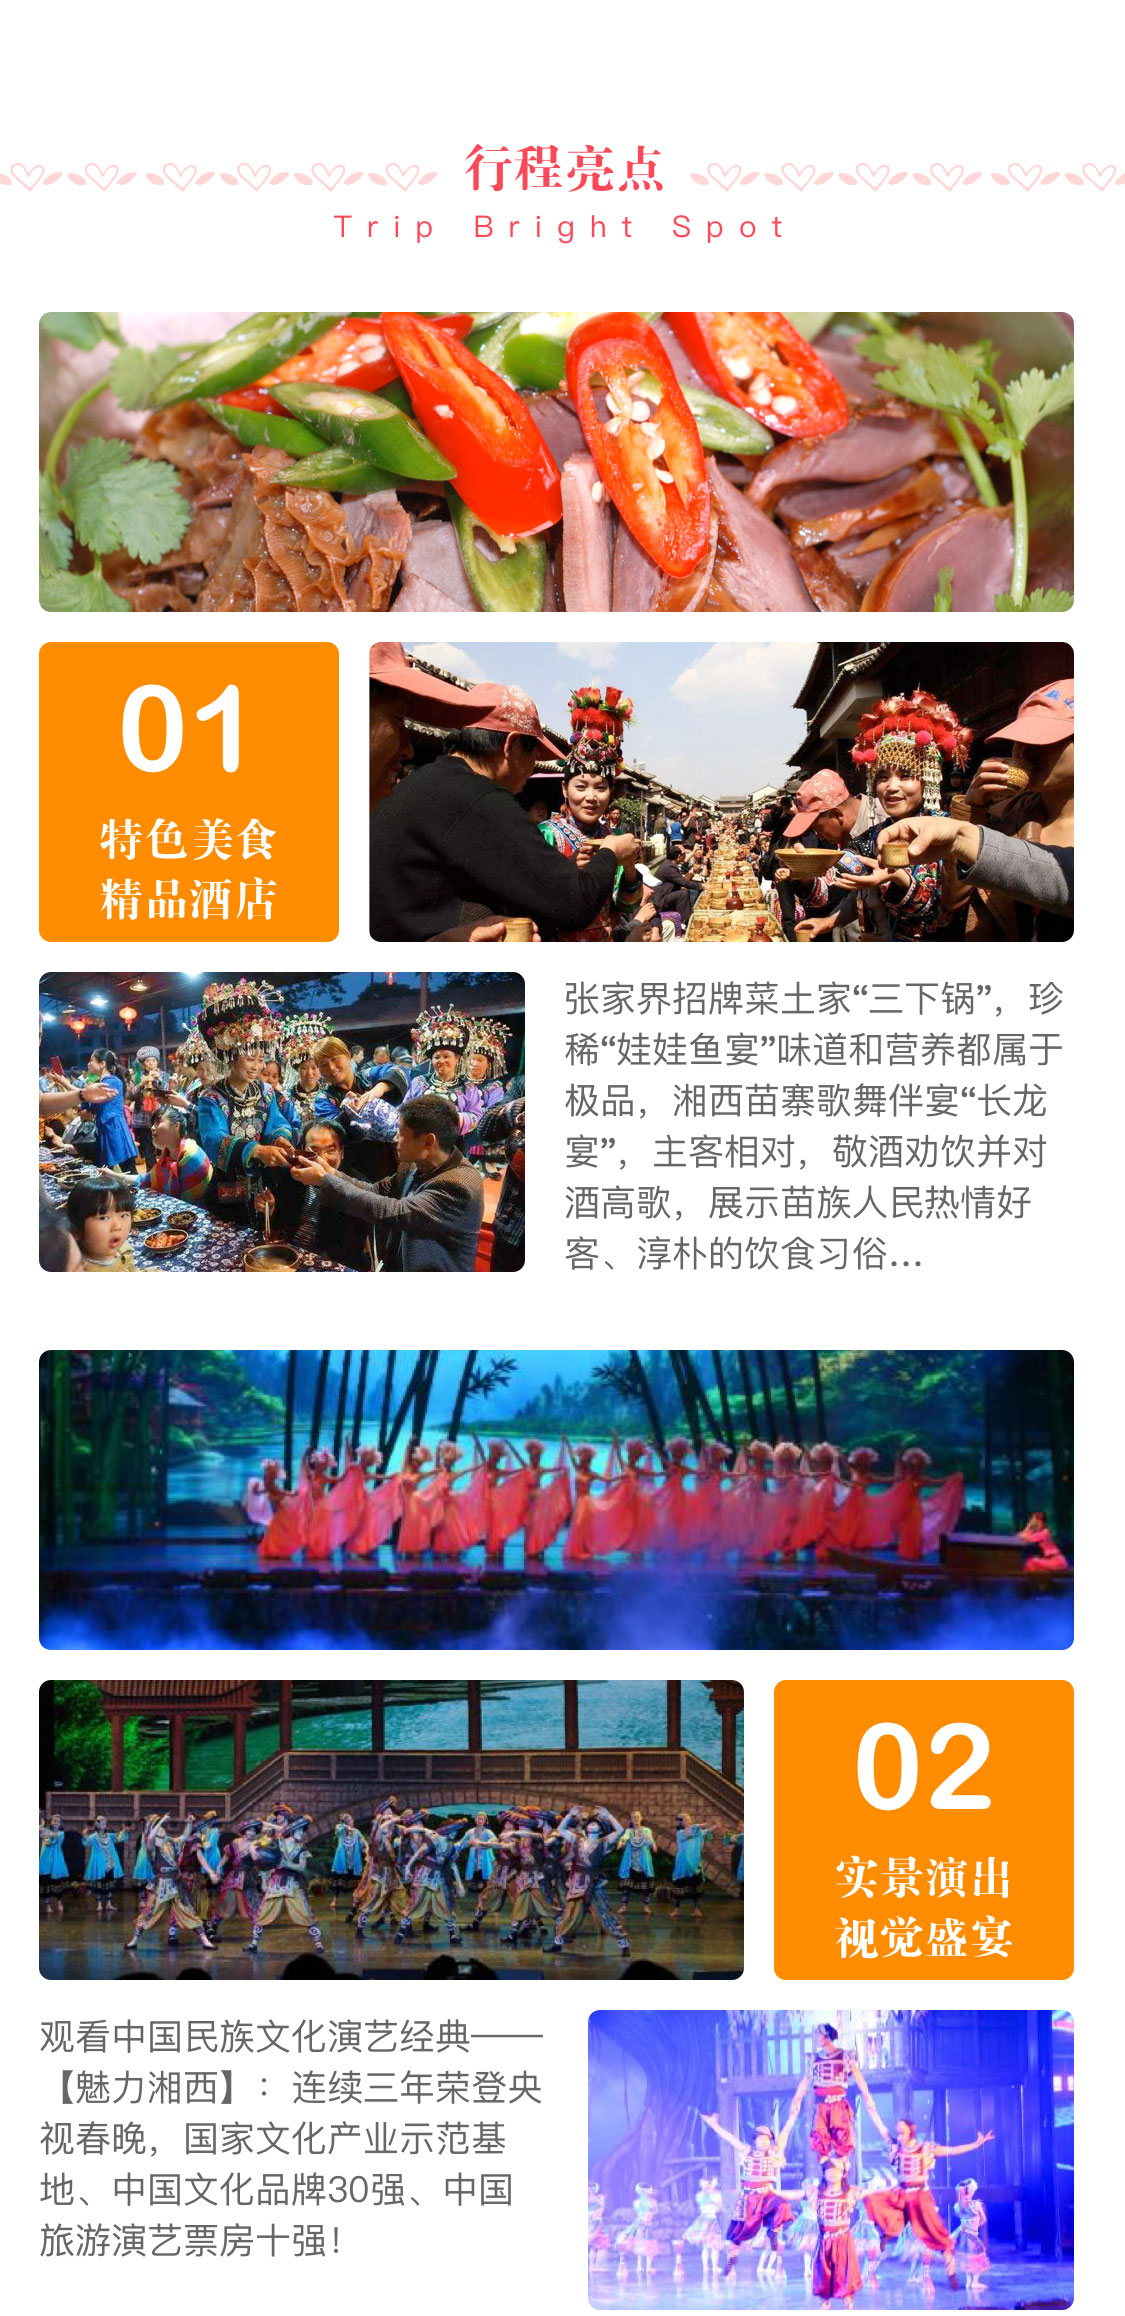 行程亮点
Trip Bright Spot
01
特色美食
精品酒店
张家界招牌菜土家“三下锅”，珍
稀“娃娃鱼宴”味道和营养都属于
极品，湘西苗寨歌舞伴宴“长龙
宴”，主客相对，敬酒劝饮并对
酒高歌，展示苗族人民热情好
客、淳朴的饮食习俗...
02
实景演出
视觉盛宴
观看中国民族文化演艺经典——
【魅力湘西】：连续三年荣登央
视春晚，国家文化产业示范基
地、中国文化品牌30强、中国
旅游演艺票房十强！